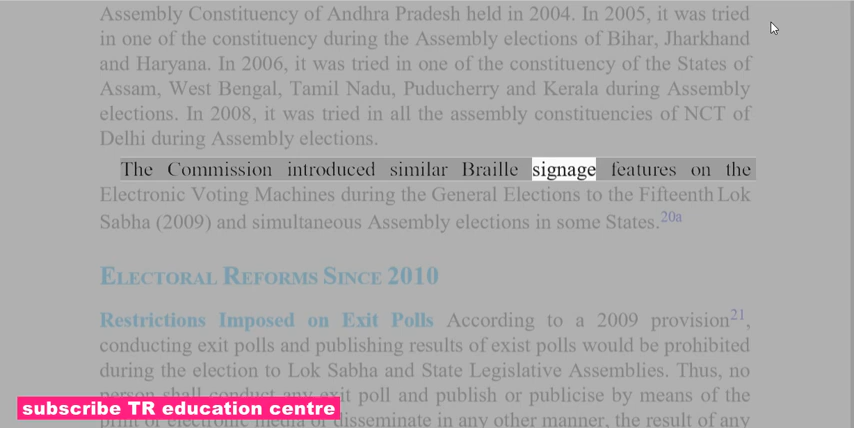 Assembly Constituency of Andhra Pradesh held in 2004. In 2005, it was tried
in one of the constituency during the Assembly elections of Bihar, Jharkhand
and Haryana. In 2006, it was tried in one of the constituency of the States of
Assam, West Bengal, Tamil Nadu, Puducherry and Kerala during Assembly
elections. In 2008, it was tried in all the assembly constituencies of NCT of
Delhi during Assembly elections.
The Commission introduced similar Braille signage features on the
Electronic Voting Machines during the General Elections to the Fifteenth Lok
Sabha (2009) and simultaneous Assembly elections in some States.20a
ELECTORAL REFORMS SINCE 2010
Restrictions Imposed on Exit Polls According to a 2009 provision21,
conducting exit polls and publishing results of exist polls would be prohibited
during the election to Lok Sabha and State Legislative Assemblies. Thus, no
person shall conduct any exit poll and publish or publicise by means of the
subscribe TR education centre
print or electronic media or disseminate in any other manner, the result of any